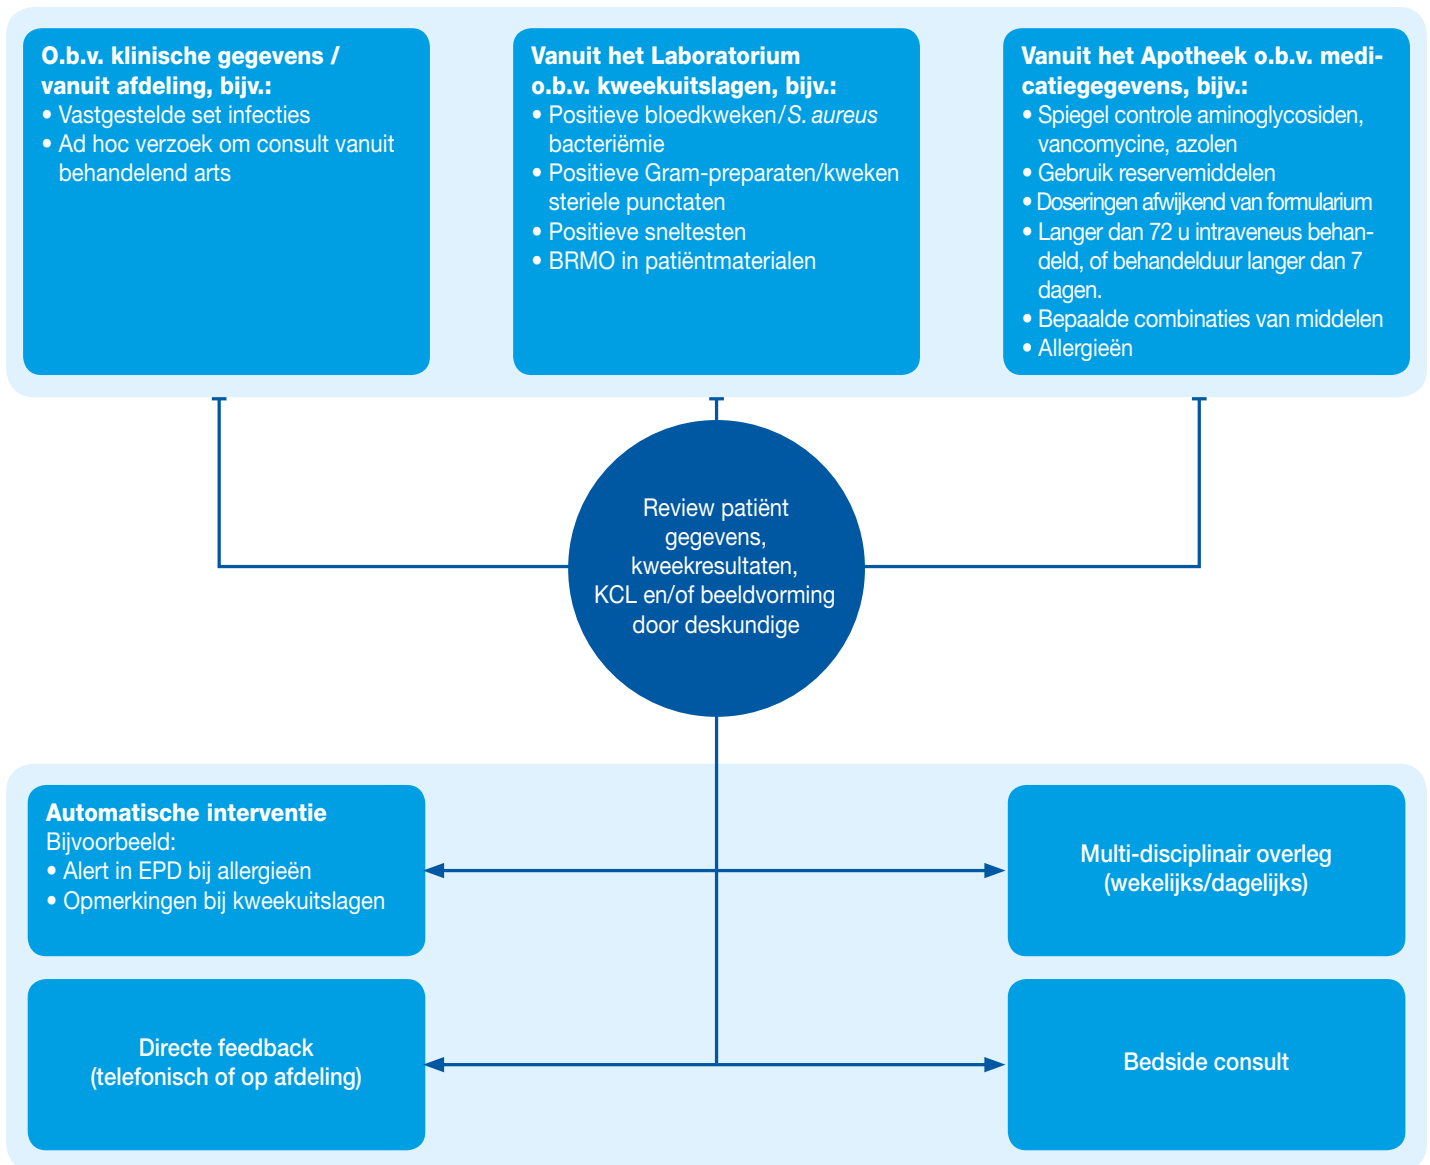 O.b.v. klinische gegevens /
vanuit afdeling, bijv.:
• Vastgestelde set infecties
• Ad hoc verzoek om consult vanuit
behandelend arts
Vanuit het Laboratorium
o.b.v. kweekuitslagen, bijv.:
• Positieve bloedkweken/S. aureus
bacteriëmie
• Positieve Gram-preparaten/kweken
steriele punctaten
• Positieve sneltesten
• BRMO in patiëntmaterialen
Vanuit het Apotheek o.b.v. medi-
catiegegevens, bijv.:
• Spiegel controle aminoglycosiden,
vancomycine, azolen
• Gebruik reservemiddelen
• Doseringen afwijkend van formularium
• Langer dan 72 u intraveneus behan-
deld, of behandelduur langer dan 7
dagen.
• Bepaalde combinaties van middelen
• Allergieën
Review patiënt
gegevens,
kweekresultaten,
KCL en/of beeldvorming
door deskundige
Automatische interventie
Bijvoorbeeld:
• Alert in EPD bij allergieën
• Opmerkingen bij kweekuitslagen
Multi-disciplinair overleg
(wekelijks/dagelijks)
Directe feedback
(telefonisch of op afdeling)
Bedside consult